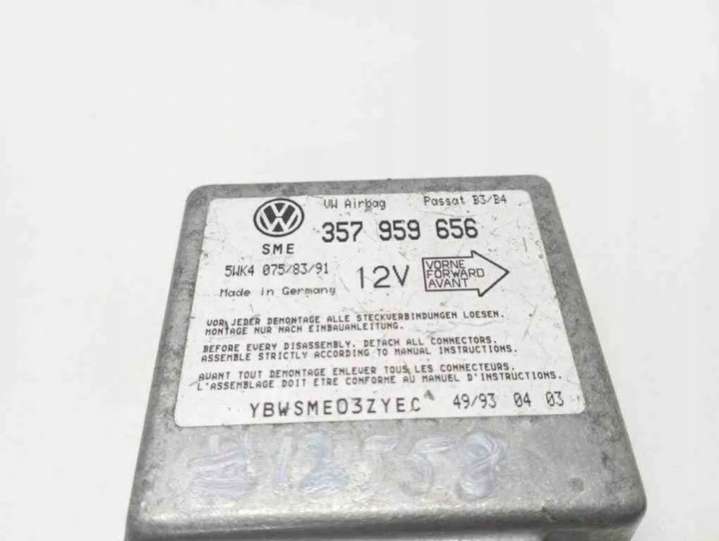 VW Airbag Passat B3/B4
SME 357 959 656
5WK4 075/83/91 12V VORNE
FORWARD
AVANT
Made in Germany
VOR JEDER DEMONTAGE ALLE STECKVERBINDUNGEN LOESEN.
MONTAGE NUR NACH EINBAUANLEITUNG.
BEFORE EVERY DISASSEMBLY, DETACH ALL CONNECTORS.
ASSEMBLE STRICTLY ACCORDING TO MANUAL INSTRUCTIONS.
AVANT TOUT DEMONTAGE ENLEVER TOUS LES CONNECTEURS.
L'ASSEMBLAGE DOIT ETRE CONFORME AU MANUEL D'INSTRUCTIONS
YBWSME03ZYEC 49/93 04 03